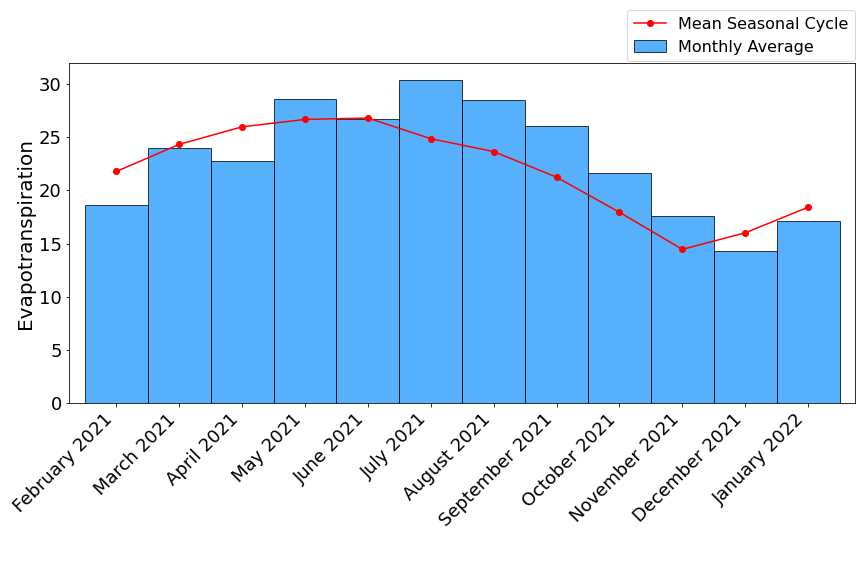 Mean Seasonal Cycle
Monthly Average
Evapotranspiration
30
25
20
15
10
5
0
February 2021
March 2021
April 2021
May 2021
June 2021
July 2021
August 2021
September 2021
October 2021
November 2021
December 2021
January 2022